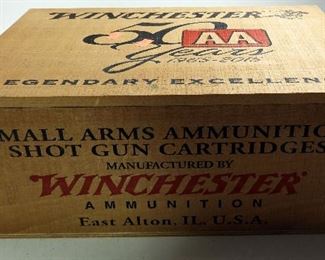 WINCHESTER
50 AA
Years
1965-2015
LEGENDARY EXCELLEN
MALL ARMS AMMUNITIO
SHOT GUN CARTRIDGES
MANUFACTURED BY
WINCHESTER
AMMUNITION
East Alton, IL. U.S.A.